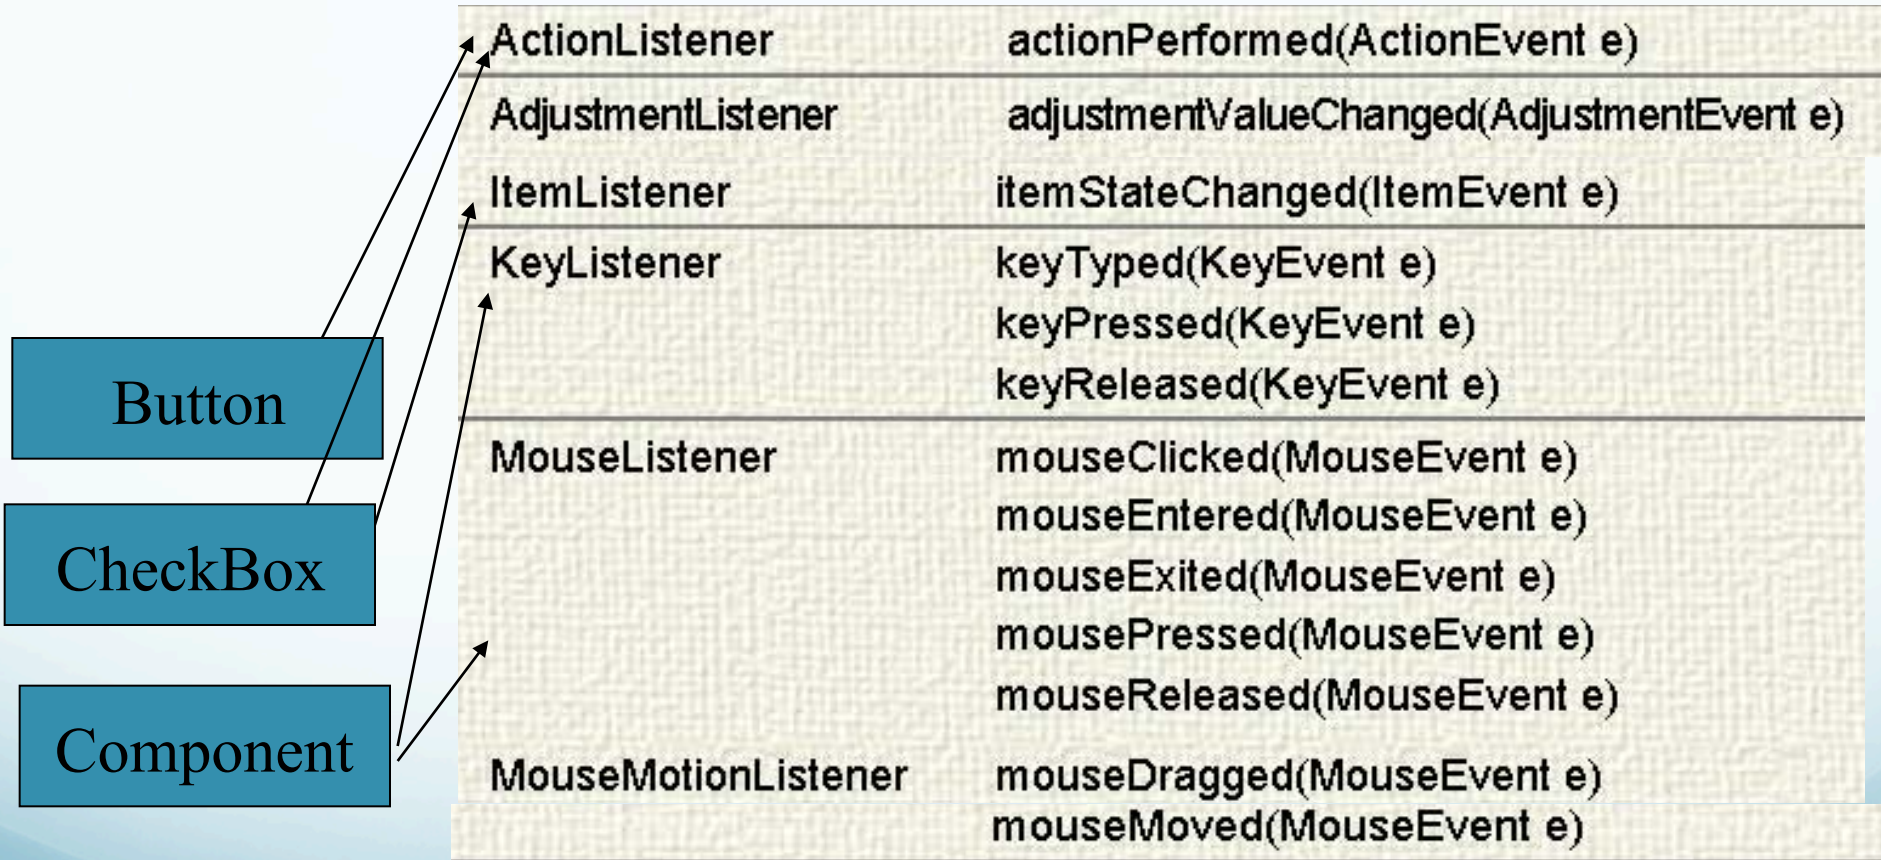 ActionListener actionPerformed(ActionEvent e)
AdjustmentListener adjustmentValueChanged(AdjustmentEvent e)
ItemListener itemStateChanged(ItemEvent e)
KeyListener keyTyped(KeyEvent e)
keyPressed(KeyEvent e)
keyReleased(KeyEvent e)
MouseListener mouseClicked(MouseEvent e)
mouseEntered(MouseEvent e)
mouseExited(MouseEvent e)
mousePressed(MouseEvent e)
mouseReleased(MouseEvent e)
MouseMotionListener mouseDragged(MouseEvent e)
mouseMoved(MouseEvent e)
Button
CheckBox
Component